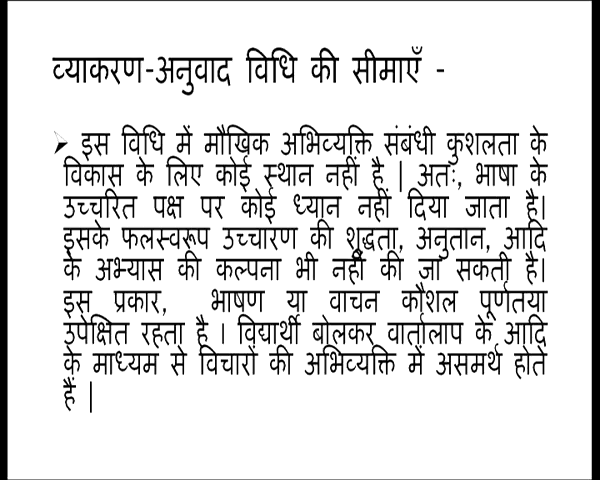 व्याकरण-अनुवाद विधि की सीमाएँ -
इस विधि में मौखिक अभिव्यक्ति संबंधी कुशलता के
विकास के लिए कोई स्थान नहीं है | अतः, भाषा के
उच्चरित पक्ष पर कोई ध्यान नहीं दिया जाता है।
इसके फलस्वरूप उच्चारण की शुद्धता, अनुतान, आदि
के अभ्यास की कल्पना भी नहीं की जा सकती है।
इस प्रकार, भाषण या वाचन कौशल पूर्णतया
उपेक्षित रहता है । विद्यार्थी बोलकर वार्तालाप के आदि
के माध्यम से विचारों की अभिव्यक्ति में असमर्थ होते
हैं |